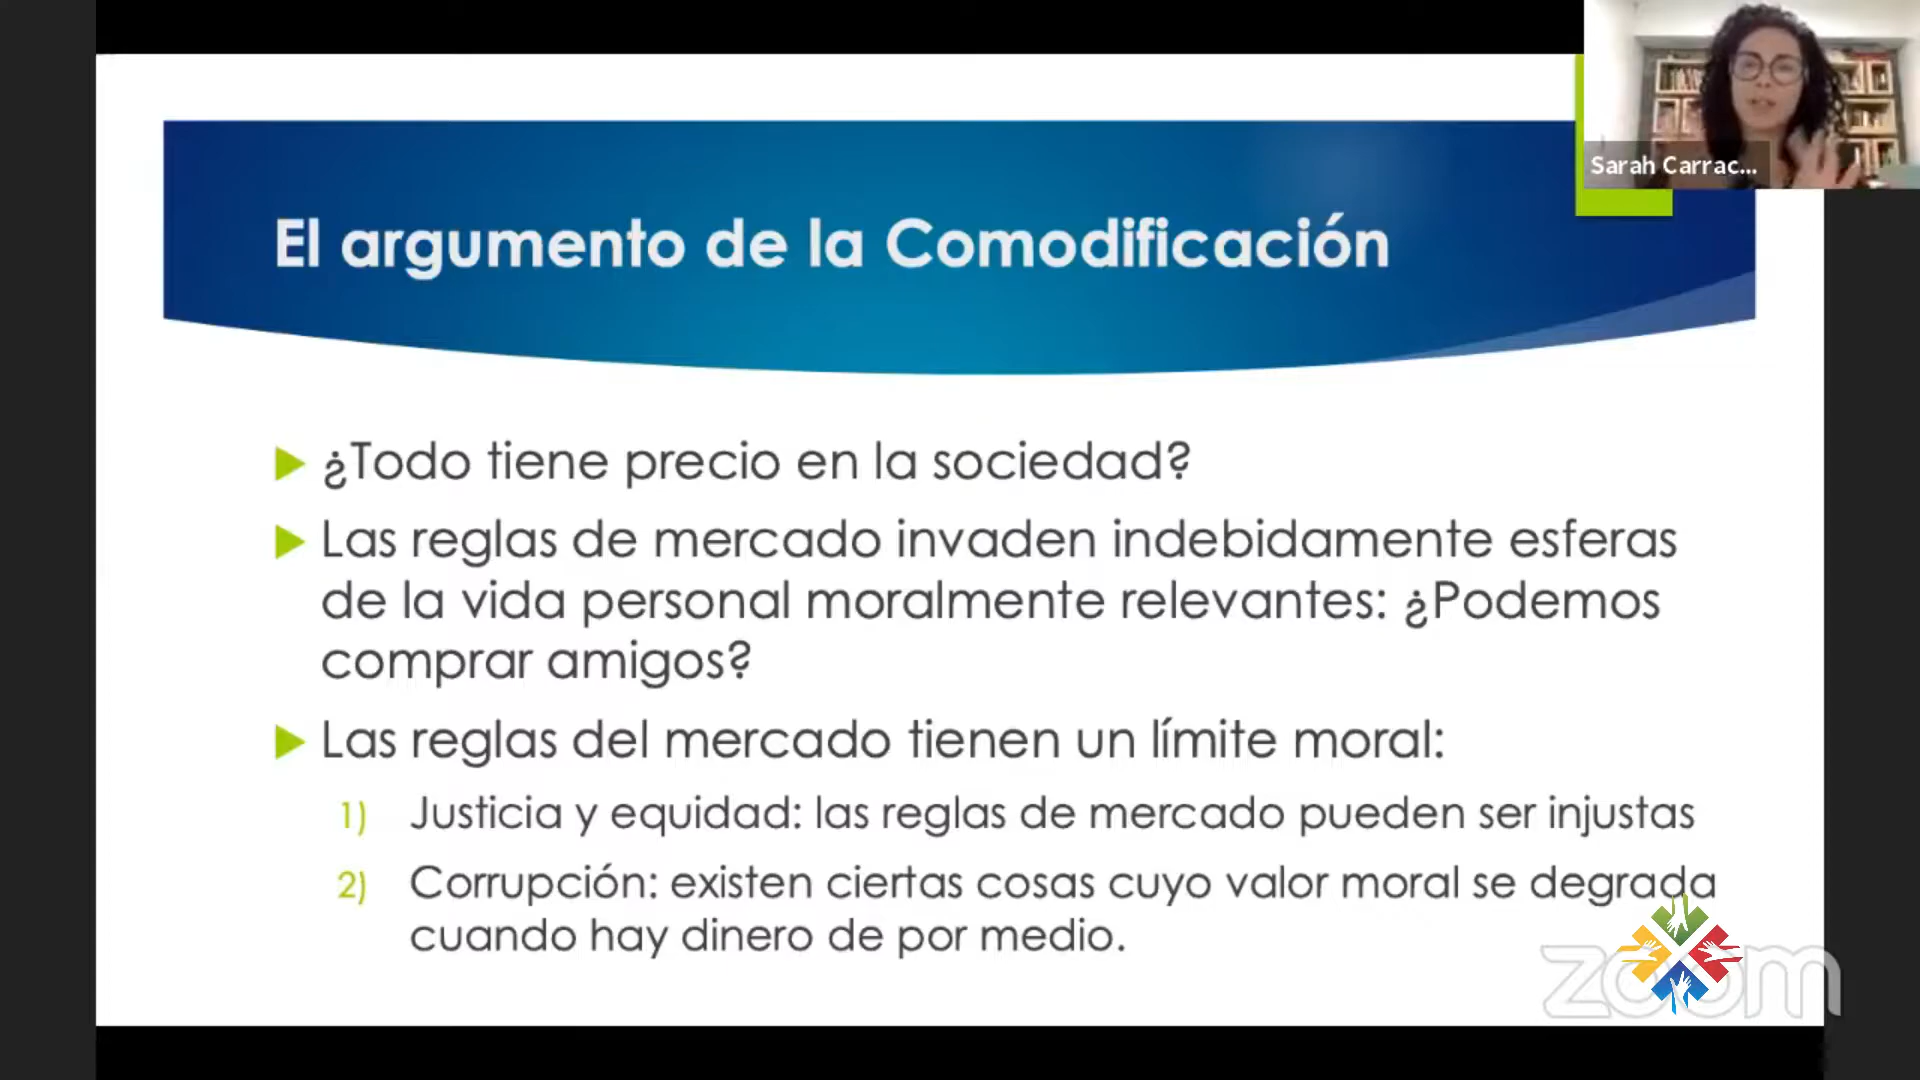 Sarah Carrac...
El argumento de la Comodificación
¿Todo tiene precio en la sociedad?
Las reglas de mercado invaden indebidamente esferas
de la vida personal moralmente relevantes: ¿Podemos
comprar amigos?
Las reglas del mercado tienen un límite moral:
1) Justicia y equidad: las reglas de mercado pueden ser injustas
2) Corrupción: existen ciertas cosas cuyo valor moral se degrada
cuando hay dinero de por medio.
zoom